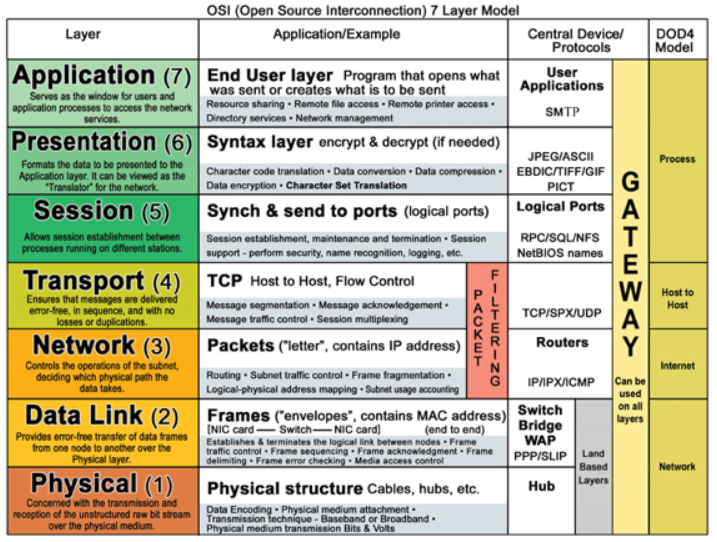 OSI (Open Source Interconnection) 7 Layer Model
Layer
Application/Example
Central Device/
Protocols
DOD4
Model
Application (7)
Serves as the window for users and
application processes to access the network
services.
End User layer Program that opens what
was sent or creates what is to be sent
Resource sharing • Remote file access • Remote printer access •
Directory services • Network management
User
Applications
SMTP
Presentation (6)
Formats the data to be presented to the
Application layer. It can be viewed as the
"Translator" for the network.
Syntax layer encrypt & decrypt (if needed)
Character code translation • Data conversion • Data compression •
Data encryption • Character Set Translation
JPEG/ASCII
EBDIC/TIFF/GIF
PICT
Session (5)
Allows session establishment between
processes running on different stations.
Synch & send to ports (logical ports)
Session establishment, maintenance and termination • Session
support - perform security, name recognition, logging, etc.
Logical Ports
RPC/SQL/NFS
NetBIOS names
Process
Transport (4)
Ensures that messages are delivered
error-free, in sequence, and with no
losses or duplications.
TCP Host to Host, Flow Control
Message segmentation • Message acknowledgement •
Message traffic control • Session multiplexing
PACKET
FILTERING
TCP/SPX/UDP
Host to
Host
Network (3)
Controls the operations of the subnet,
deciding which physical path the
data takes.
Packets ("letter", contains IP address)
Routing • Subnet traffic control • Frame fragmentation •
Logical-physical address mapping • Subnet usage accounting
Routers
IP/IPX/ICMP
Internet
GATEWAY
Can be
used
on all
layers
Data Link (2)
Provides error-free transfer of data frames
from one node to another over the
Physical layer.
Frames ("envelopes", contains MAC address)
[NIC card —— Switch—— NIC card] (end to end)
Establishes & terminates the logical link between nodes • Frame
traffic control • Frame sequencing • Frame acknowledgment • Frame
delimiting • Frame error checking • Media access control
Switch
Bridge
WAP
PPP/SLIP
Land
Based
Layers
Network
Physical (1)
Concerned with the transmission and
reception of the unstructured raw bit stream
over the physical medium.
Physical structure Cables, hubs, etc.
Data Encoding • Physical medium attachment •
Transmission technique - Baseband or Broadband •
Physical medium transmission Bits & Volts
Hub